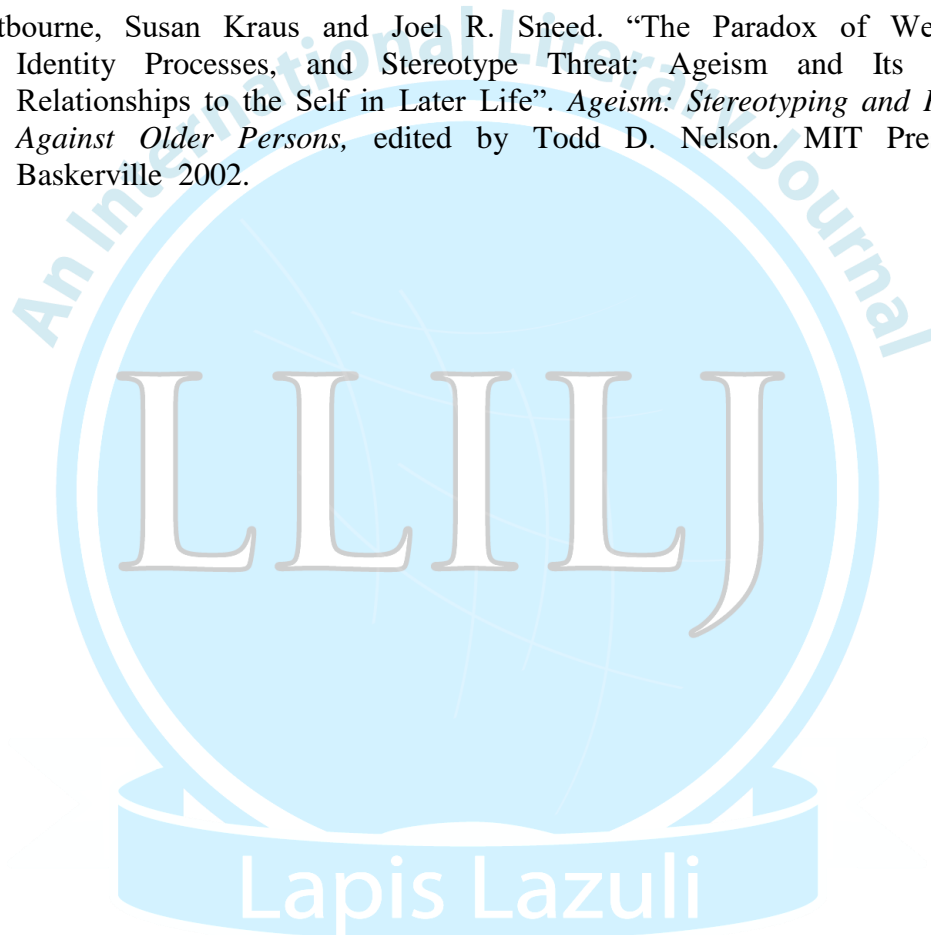 tbourne, Susan Kraus and Joel R. Sneed. “The Paradox of We
Identity Processes, and Stereotype Threat: Ageism and Its
Relationships to the Self in Later Life”. Ageism: Stereotyping and
Against Older Persons, edited by Todd D. Nelson. MIT Pre
Baskerville 2002.
An International Literary Journal
LLILJ
Lapis Lazuli